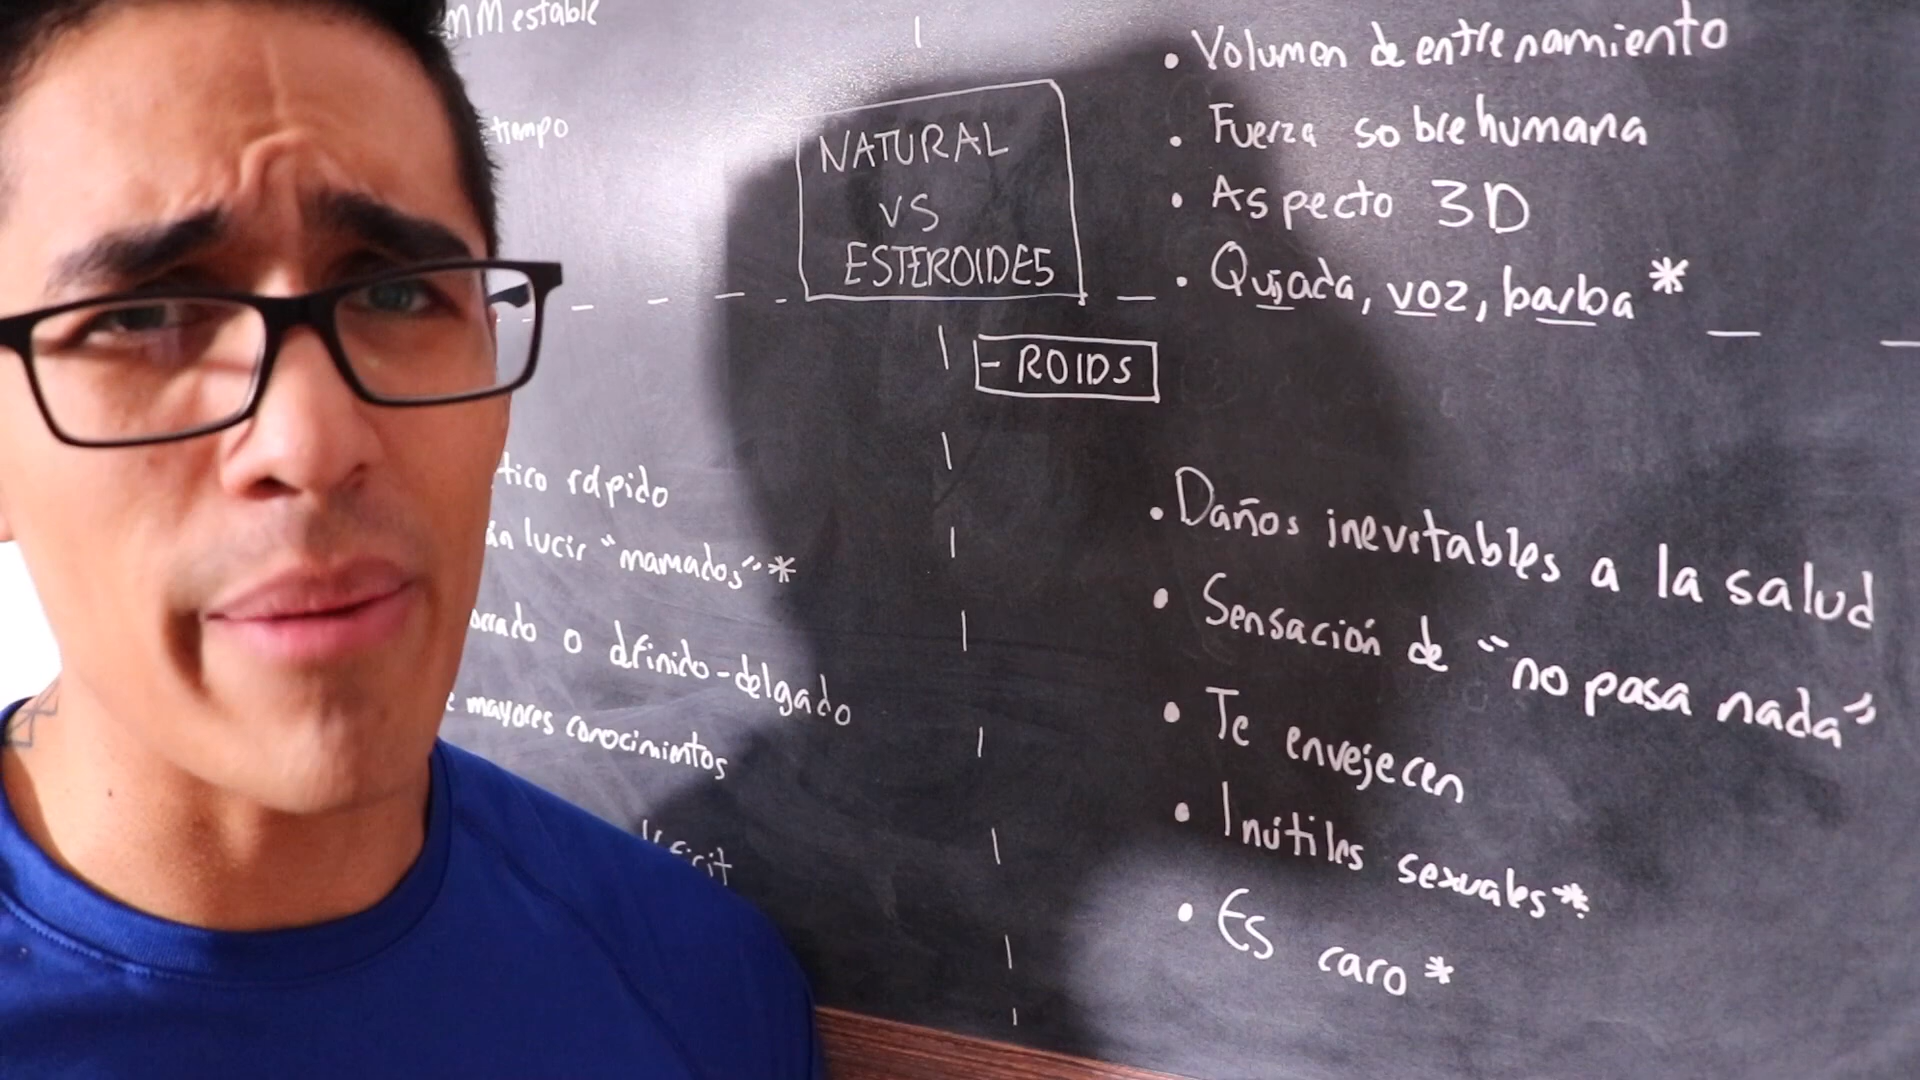 MM estable
tiempo
NATURAL
VS
ESTEROIDES
• Volumen de entrenamiento
• Fuerza sobrehumana
• Aspecto 3D
• Quijada, voz, barba *
- ROIDS
rápido
lucir "mamados" *
o definido-delgado
mayores conocimientos
• Daños inevitables a la salud
• Sensación de "no pasa nada"
• Te envejecen
• Inútiles sexuales *
• Es caro *